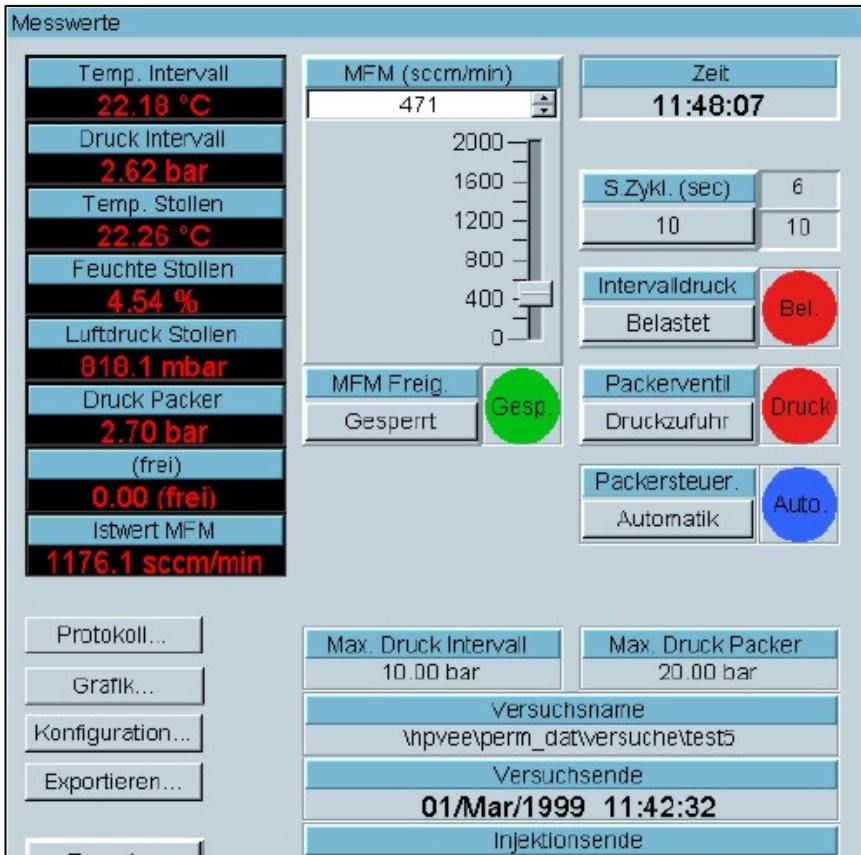 Messwerte
Temp. Intervall
22.18 °C
Druck Intervall
2.62 bar
Temp. Stollen
22.26 °C
Feuchte Stollen
4.54 %
Luftdruck Stollen
818.1 mbar
Druck Packer
2.70 bar
(frei)
0.00 (frei)
Istwert MFM
1176.1 sccm/min
MFM (sccm/min)
471
2000
1600
1200
800
400
0
MFM Freig.
Gesperrt
Gesp.
Zeit
11:48:07
S.Zykl. (sec)
6
10
10
Intervalldruck
Belastet
Bel.
Packerventil
Druckzufuhr
Druck
Packersteuer.
Automatik
Auto.
Protokoll...
Grafik...
Konfiguration...
Exportieren...
Max. Druck Intervall
10.00 bar
Max. Druck Packer
20.00 bar
Versuchsname
\hpvee\perm_dat\versuche\test5
Versuchsende
01/Mar/1999 11:42:32
Injektionsende